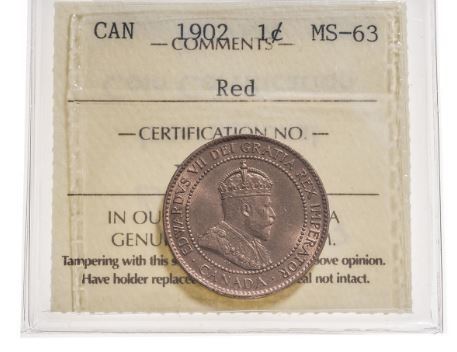 CAN 1902 1¢ MS-63
— COMMENTS —
Red
— CERTIFICATION NO. —
IN OU
GENU
Tampering with this s ove opinion.
Have holder replace al not intact.
EDWARDVS VII DEI GRATIA REX IMPERATOR
CANADA